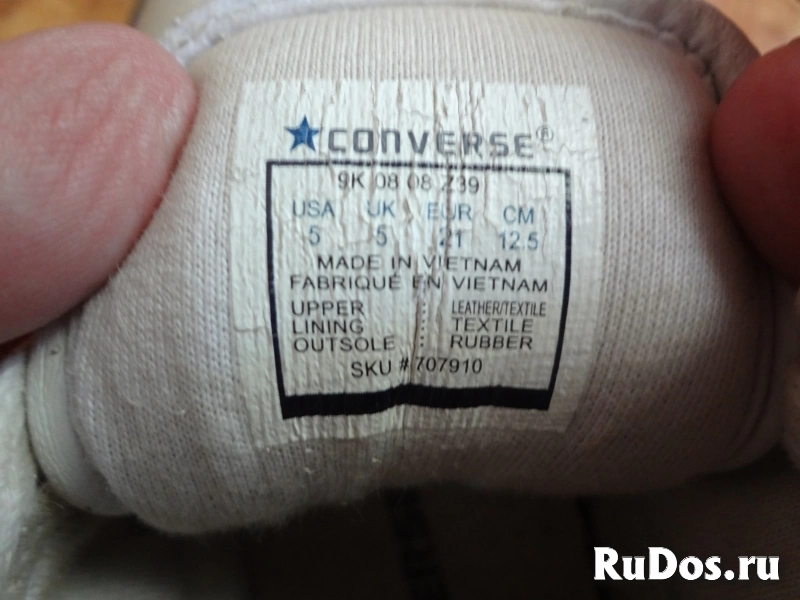 ★CONVERSE®
9K 08 08 Z39
USA UK EUR CM
5 5 21 12.5
MADE IN VIETNAM
FABRIQUÉ EN VIETNAM
UPPER : LEATHER/TEXTILE
LINING : TEXTILE
OUTSOLE : RUBBER
SKU # 707910
RuDos.ru